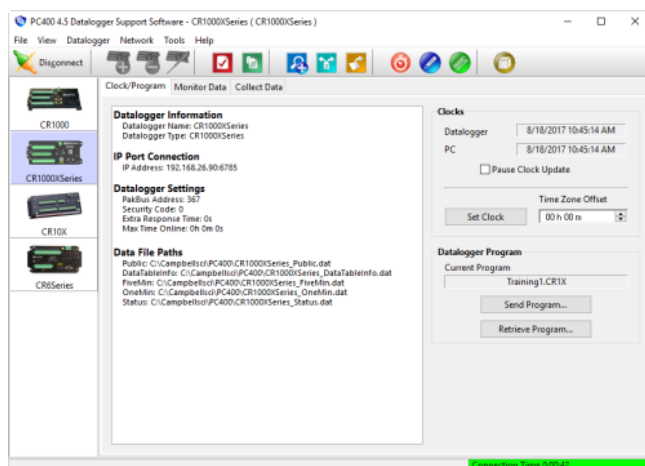 PC400 4.5 Datalogger Support Software - CR1000XSeries ( CR1000XSeries )
File View Datalogger Network Tools Help
Disconnect
Clock/Program Monitor Data Collect Data
CR1000
CR1000XSeries
CR10X
CR6Series
Datalogger Information
Datalogger Name: CR1000XSeries
Datalogger Type: CR1000XSeries
IP Port Connection
IP Address: 192.168.26.90:6785
Datalogger Settings
PakBus Address: 367
Security Code: 0
Extra Response Time: 0s
Max Time Online: 0h 0m 0s
Data File Paths
Public: C:\Campbellsci\PC400\CR1000XSeries_Public.dat
DataTableInfo: C:\Campbellsci\PC400\CR1000XSeries_DataTableInfo.dat
FiveMin: C:\Campbellsci\PC400\CR1000XSeries_FiveMin.dat
OneMin: C:\Campbellsci\PC400\CR1000XSeries_OneMin.dat
Status: C:\Campbellsci\PC400\CR1000XSeries_Status.dat
Clocks
Datalogger 8/18/2017 10:45:14 AM
PC 8/18/2017 10:45:14 AM
Pause Clock Update
Time Zone Offset
Set Clock 00 h 00 m
Datalogger Program
Current Program
Training1.CR1X
Send Program...
Retrieve Program...
Connection Time 0:00:42